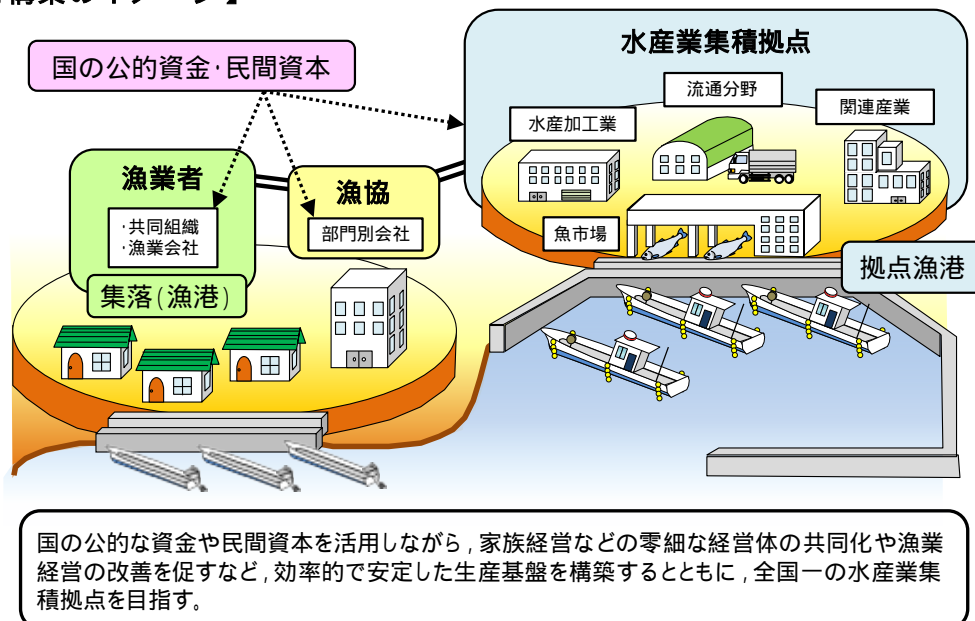 国の公的資金・民間資本
水産業集積拠点
流通分野
水産加工業
関連産業
魚市場
拠点漁港
漁業者
・共同組織
・漁業会社
集落(漁港)
漁協
部門別会社
国の公的な資金や民間資本を活用しながら,家族経営などの零細な経営体の共同化や漁業
経営の改善を促すなど,効率的で安定した生産基盤を構築するとともに,全国一の水産業集
積拠点を目指す。